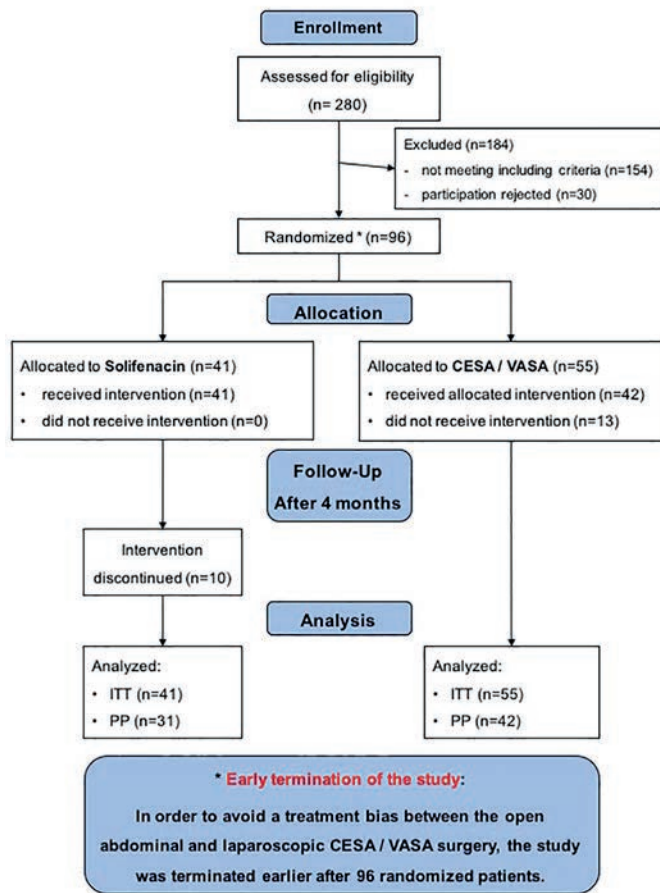 Enrollment
Assessed for eligibility
(n= 280)
Excluded (n=184)
- not meeting including criteria (n=154)
- participation rejected (n=30)
Randomized * (n=96)
Allocation
Allocated to Solifenacin (n=41)
• received intervention (n=41)
• did not receive intervention (n=0)
Allocated to CESA / VASA (n=55)
• received allocated intervention (n=42)
• did not receive intervention (n=13)
Follow-Up
After 4 months
Intervention
discontinued (n=10)
Analysis
Analyzed:
• ITT (n=41)
• PP (n=31)
Analyzed:
• ITT (n=55)
• PP (n=42)
* Early termination of the study:
In order to avoid a treatment bias between the open
abdominal and laparoscopic CESA / VASA surgery, the study
was terminated earlier after 96 randomized patients.